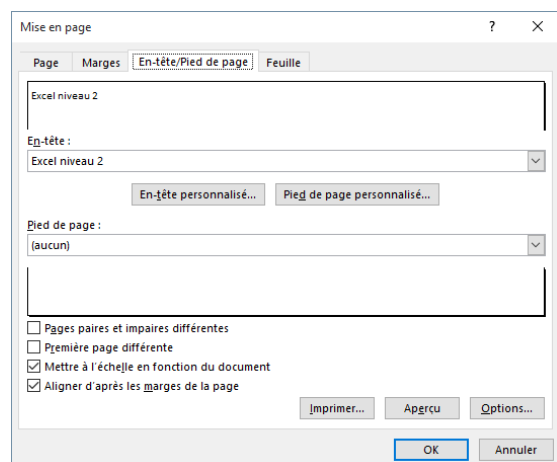 Mise en page
? X
Page Marges En-tête/Pied de page Feuille
Excel niveau 2
En-tête :
Excel niveau 2
En-tête personnalisé... Pied de page personnalisé...
Pied de page :
(aucun)
Pages paires et impaires différentes
Première page différente
Mettre à l'échelle en fonction du document
Aligner d'après les marges de la page
Imprimer... Aperçu Options...
OK Annuler